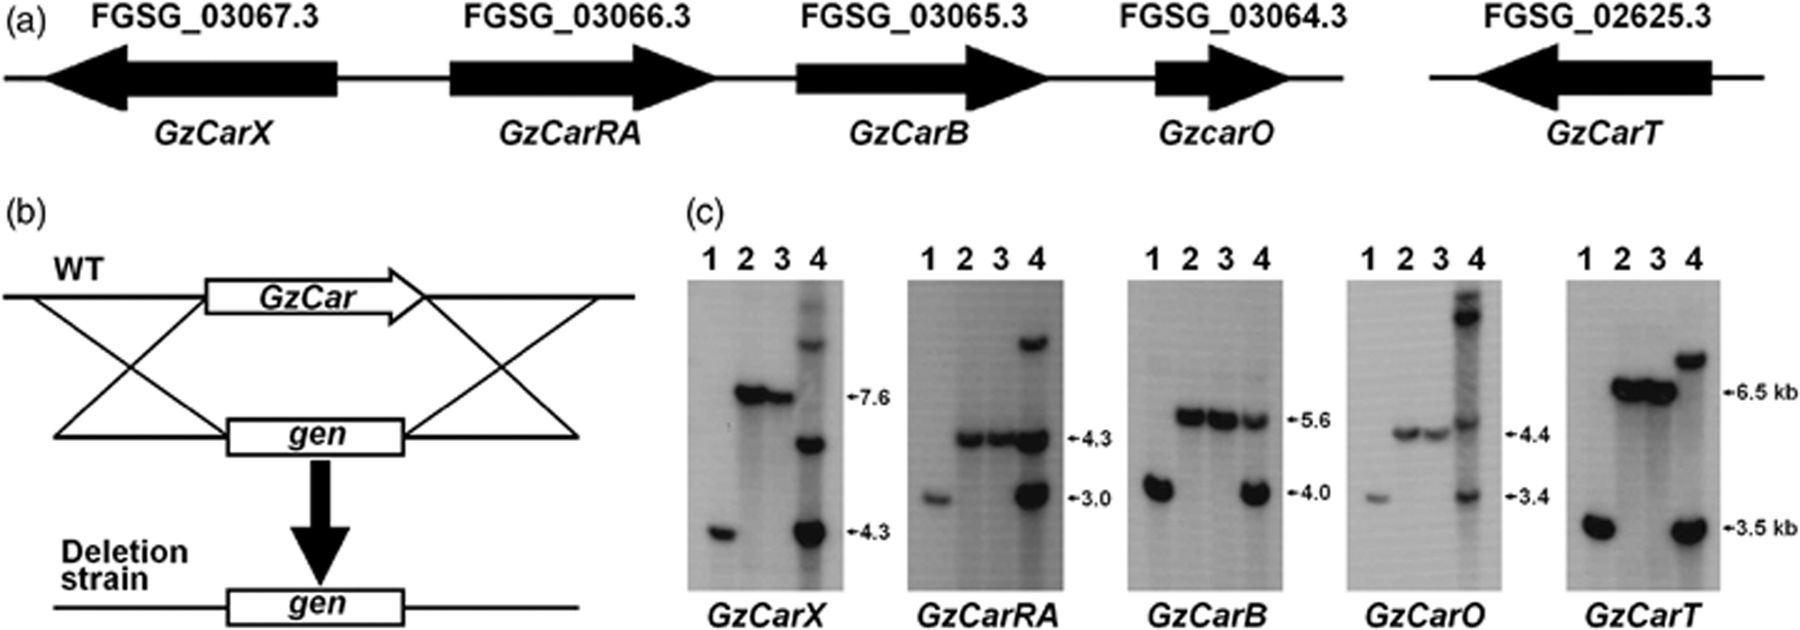 (a) FGSG_03067.3 FGSG_03066.3 FGSG_03065.3 FGSG_03064.3 FGSG_02625.3
GzCarX GzCarRA GzCarB GzcarO GzCarT
(b)
WT
GzCar
gen
Deletion
strain
gen
(c)
1 2 3 4
7.6
4.3
GzCarX
1 2 3 4
4.3
3.0
GzCarRA
1 2 3 4
5.6
4.0
GzCarB
1 2 3 4
4.4
3.4
GzCarO
1 2 3 4
6.5 kb
3.5 kb
GzCarT